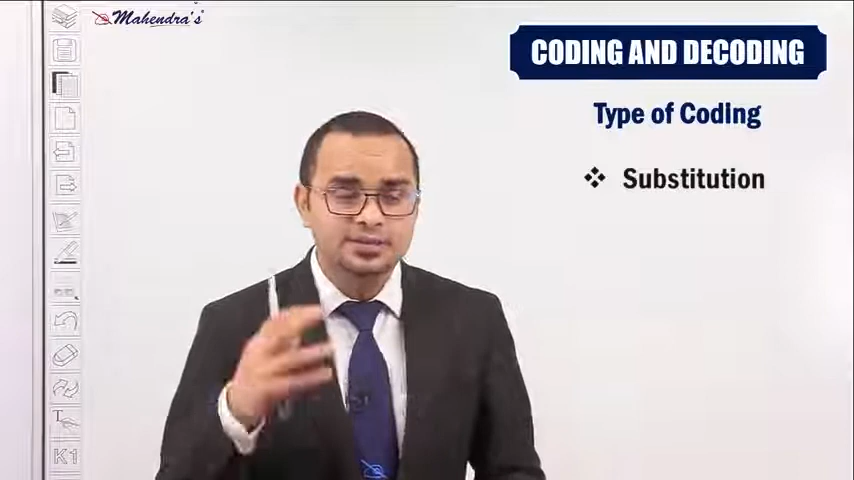 Mahendra's
CODING AND DECODING
Type of Coding
❖ Substitution
T
K1